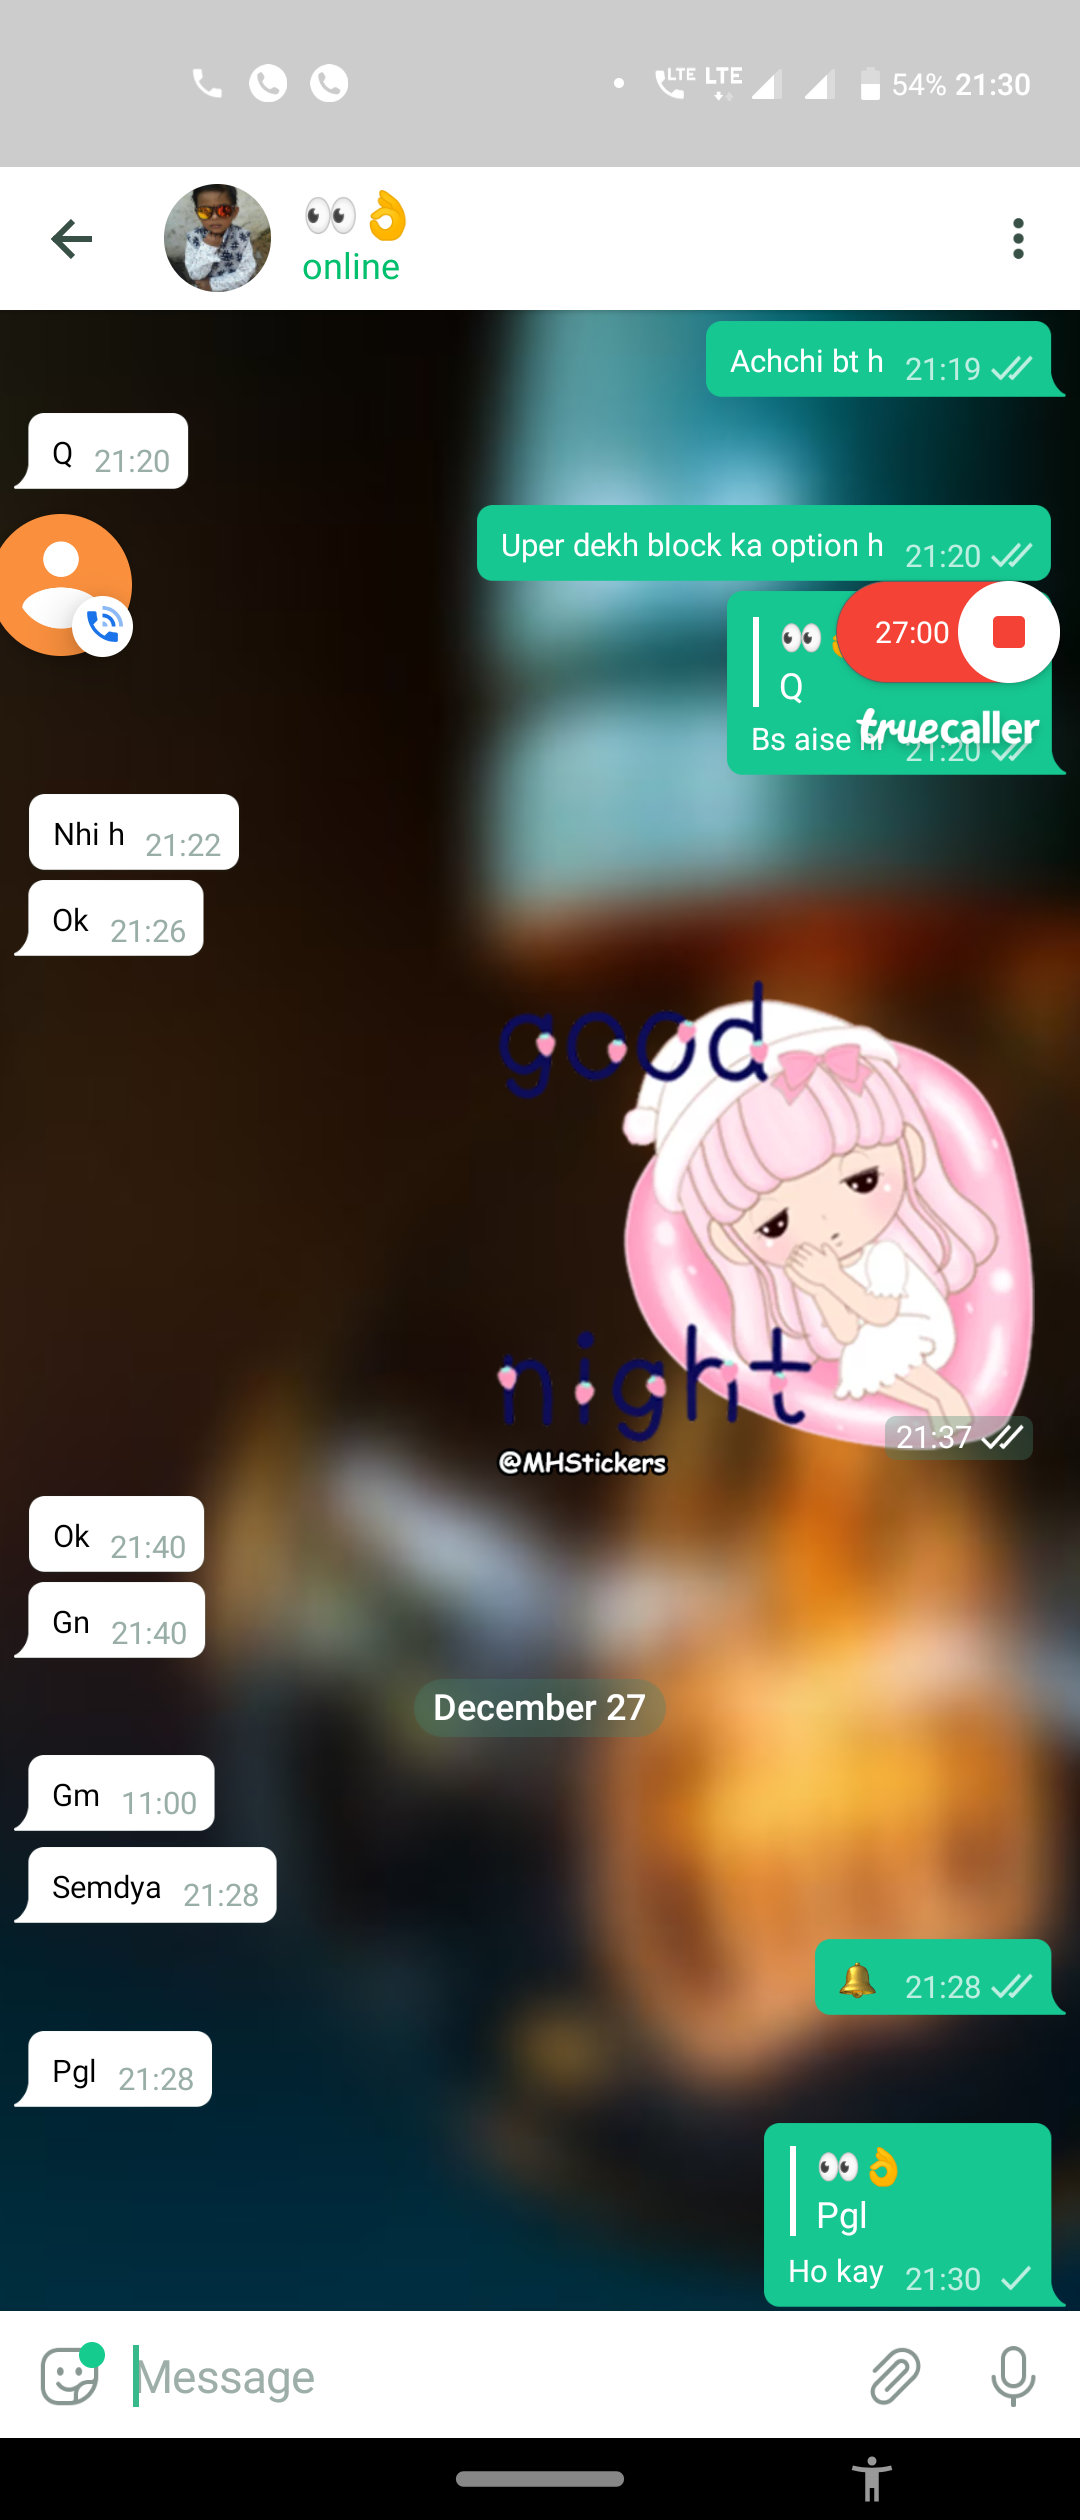 LTE LTE 54% 21:30
👀👌
online
Achchi bt h 21:19
Q 21:20
Uper dekh block ka option h 21:20
27:00
👀
Q
truecaller
Bs aise 21:20
Nhi h 21:22
Ok 21:26
good
night
21:37
@MHStickers
Ok 21:40
Gn 21:40
December 27
Gm 11:00
Semdya 21:28
🔔 21:28
Pgl 21:28
👀👌
Pgl
Ho kay 21:30
Message